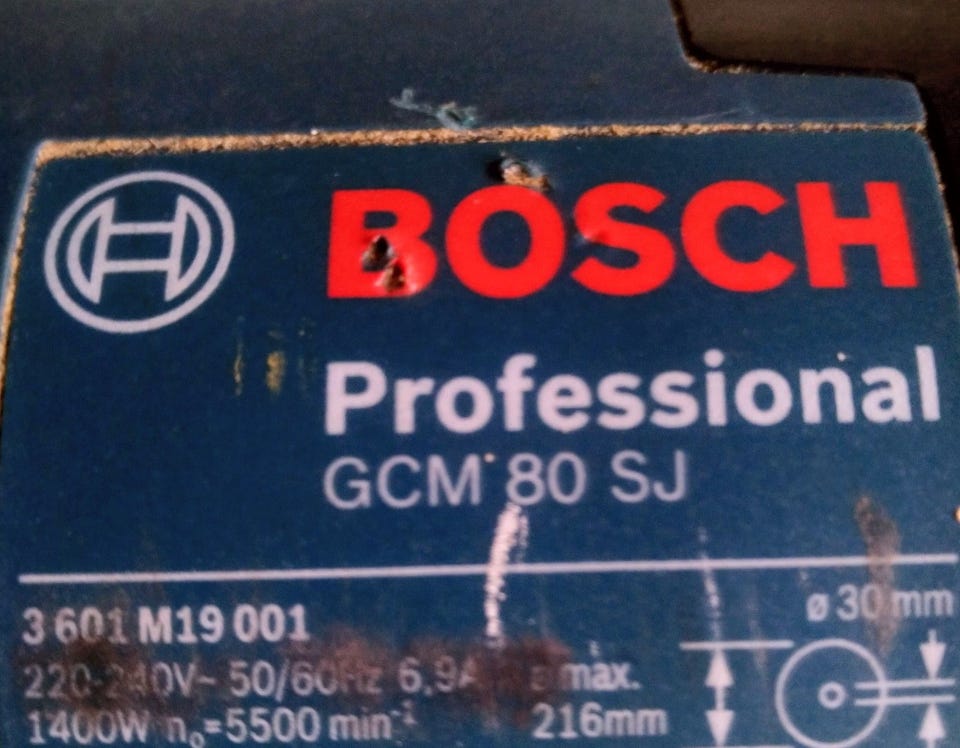 BOSCH
Professional
GCM 80 SJ
3 601 M19 001
ø 30 mm
220-240V~ 50/60Hz 6,9A ø max.
1400W n₀=5500 min⁻¹ 216mm